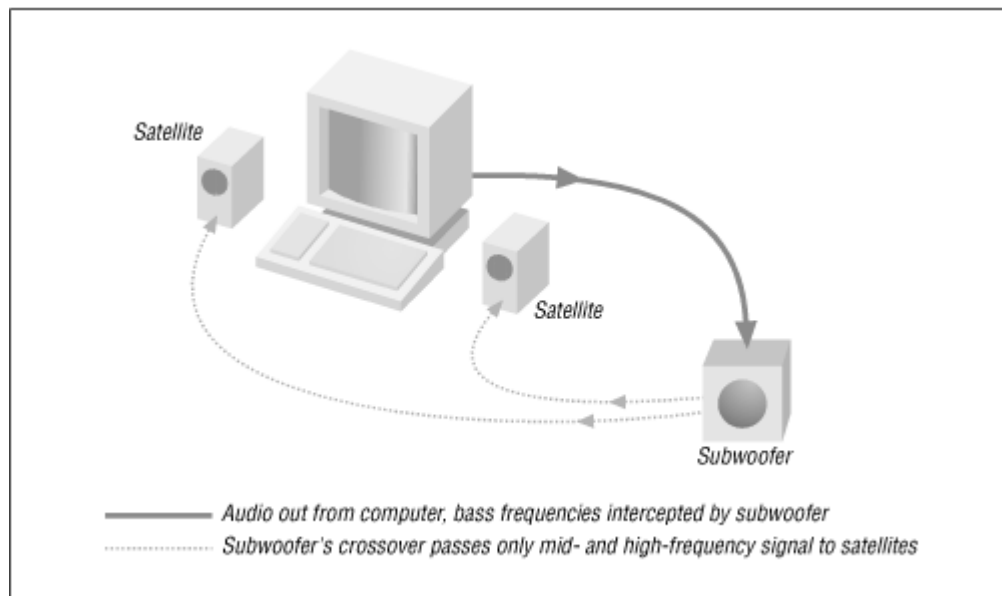 Satellite
Satellite
Subwoofer
Audio out from computer, bass frequencies intercepted by subwoofer
Subwoofer's crossover passes only mid- and high-frequency signal to satellites